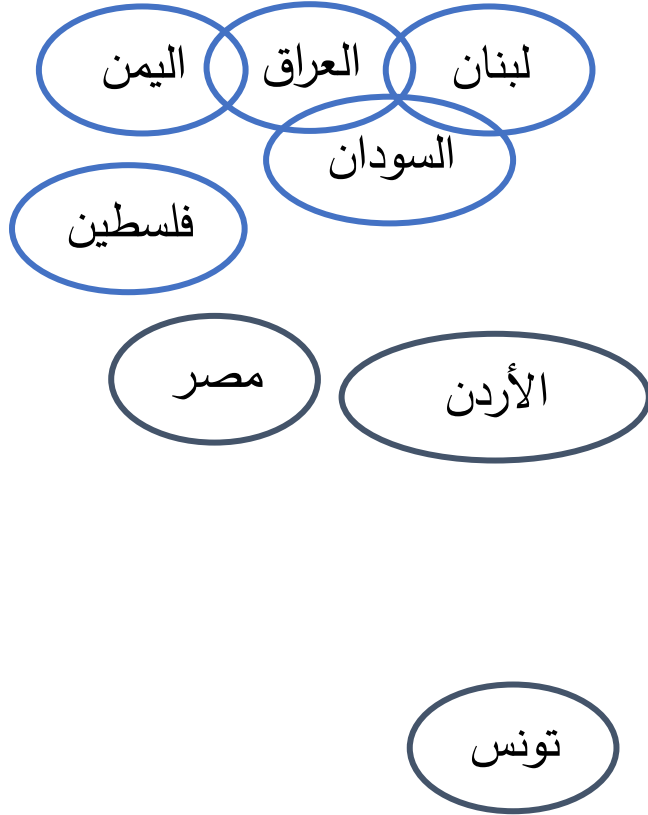 لبنان
العراق
اليمن
السودان
فلسطين
الأردن
مصر
تونس